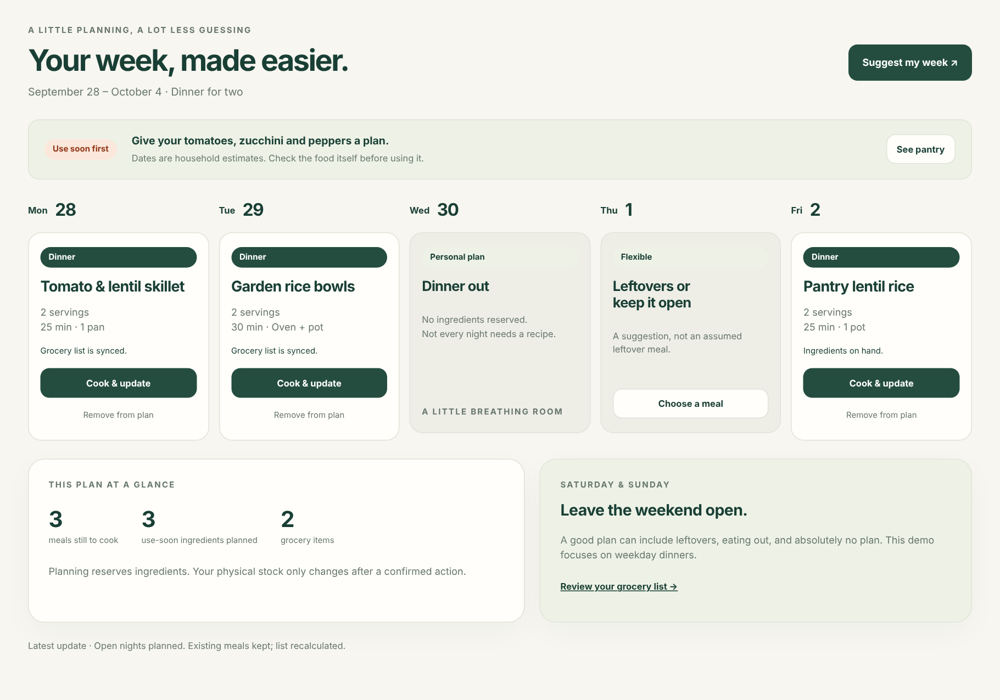 A LITTLE PLANNING, A LOT LESS GUESSING
Your week, made easier.
September 28 – October 4 · Dinner for two
Suggest my week ↗
Use soon first
Give your tomatoes, zucchini and peppers a plan.
Dates are household estimates. Check the food itself before using it.
See pantry
Mon 28
Dinner
Tomato & lentil skillet
2 servings
25 min · 1 pan
Grocery list is synced.
Cook & update
Remove from plan
Tue 29
Dinner
Garden rice bowls
2 servings
30 min · Oven + pot
Grocery list is synced.
Cook & update
Remove from plan
Wed 30
Personal plan
Dinner out
No ingredients reserved.
Not every night needs a recipe.
A LITTLE BREATHING ROOM
Thu 1
Flexible
Leftovers or
keep it open
A suggestion, not an assumed
leftover meal.
Choose a meal
Fri 2
Dinner
Pantry lentil rice
2 servings
25 min · 1 pot
Ingredients on hand.
Cook & update
Remove from plan
THIS PLAN AT A GLANCE
3
meals still to cook
3
use-soon ingredients planned
2
grocery items
Planning reserves ingredients. Your physical stock only changes after a confirmed action.
SATURDAY & SUNDAY
Leave the weekend open.
A good plan can include leftovers, eating out, and absolutely no plan. This demo
focuses on weekday dinners.
Review your grocery list →
Latest update · Open nights planned. Existing meals kept; list recalculated.